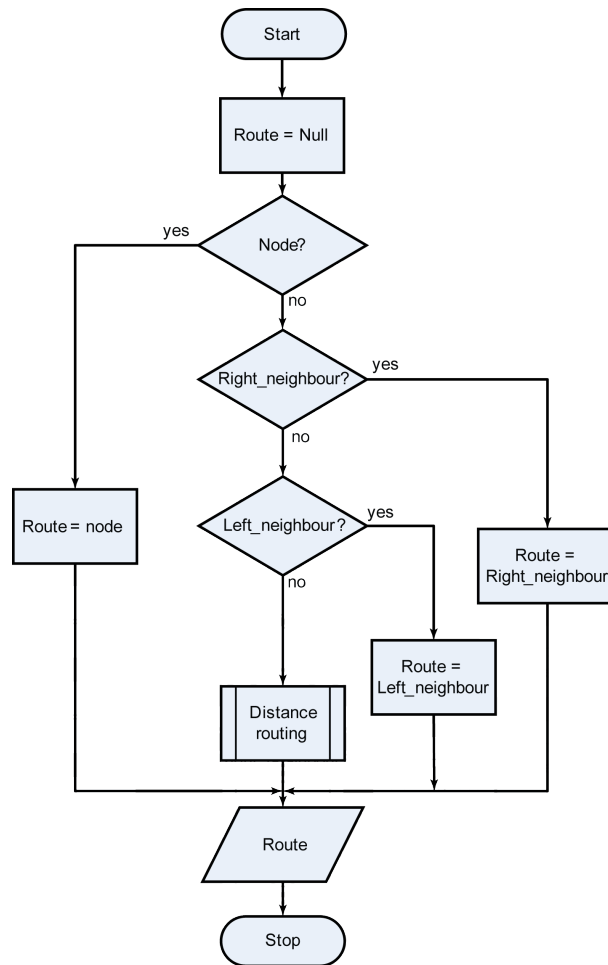 Start
Route = Null
yes
Node?
no
Right_neighbour?
yes
no
Route = node
Left_neighbour?
yes
no
Route =
Right_neighbour
Route =
Left_neighbour
Distance
routing
Route
Stop